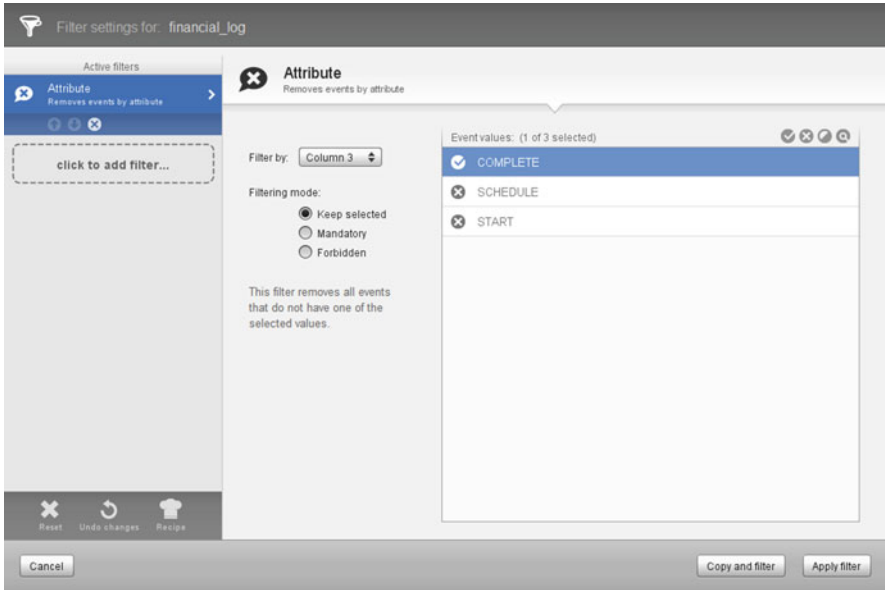 Filter settings for: financial_log
Active filters
Attribute
Removes events by attribute
click to add filter...
Reset Undo changes Recipe
Attribute
Removes events by attribute
Filter by: Column 3
Filtering mode:
Keep selected
Mandatory
Forbidden
This filter removes all events
that do not have one of the
selected values.
Event values: (1 of 3 selected)
COMPLETE
SCHEDULE
START
Cancel
Copy and filter
Apply filter